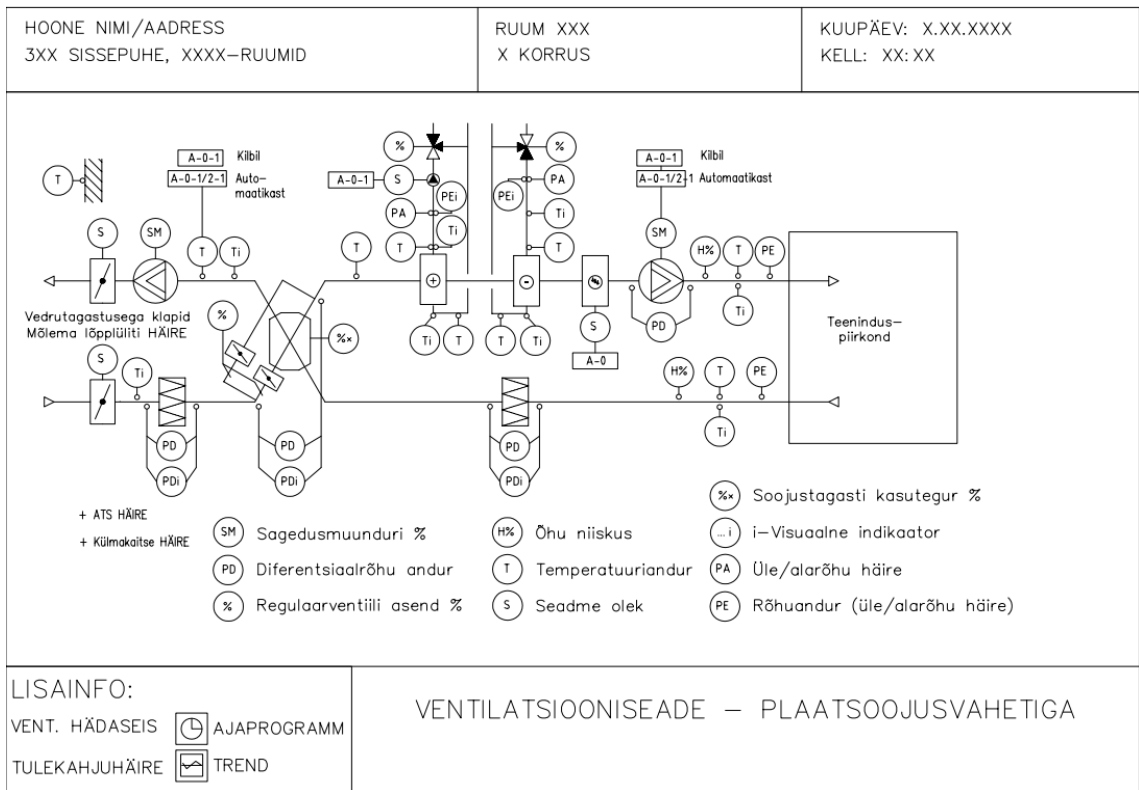 HOONE NIMI/AADRESS
3XX SISSEPUHE, XXXX-RUUMID
RUUM XXX
X KORRUS
KUUPÄEV: X.XX.XXXX
KELL: XX:XX
A-0-1 Kilbil
A-0-1/2-1 Auto-
maatikast
T
S
SM
T
Ti
T
%
A-0-1
S
PEi
PA
Ti
T
%
PEi
PA
Ti
T
A-0-1 Kilbil
A-0-1/2-1 Automaatikast
SM
H%
T
PE
Ti
+
-
PD
Vedrutagastusega klapid
Mõlema lõpplüliti HÄIRE
%
%x
Ti
T
T
Ti
S
A-0
Teenindus-
piirkond
S
Ti
H%
T
PE
Ti
PD
PDi
PD
PDi
PD
PDi
+ ATS HÄIRE
+ Külmakaitse HÄIRE
SM Sagedusmuunduri %
PD Diferentsiaalrõhu andur
% Regulaarventiili asend %
H% Õhu niiskus
T Temperatuuriandur
S Seadme olek
%x Soojustagasti kasutegur %
...i i-Visuaalne indikaator
PA Üle/alarõhu häire
PE Rõhuandur (üle/alarõhu häire)
LISAINFO:
VENT. HÄDASEIS AJAPROGRAMM
TULEKAHJUHÄIRE TREND
VENTILATSIOONISEADE - PLAATSOOJUSVAHETIGA